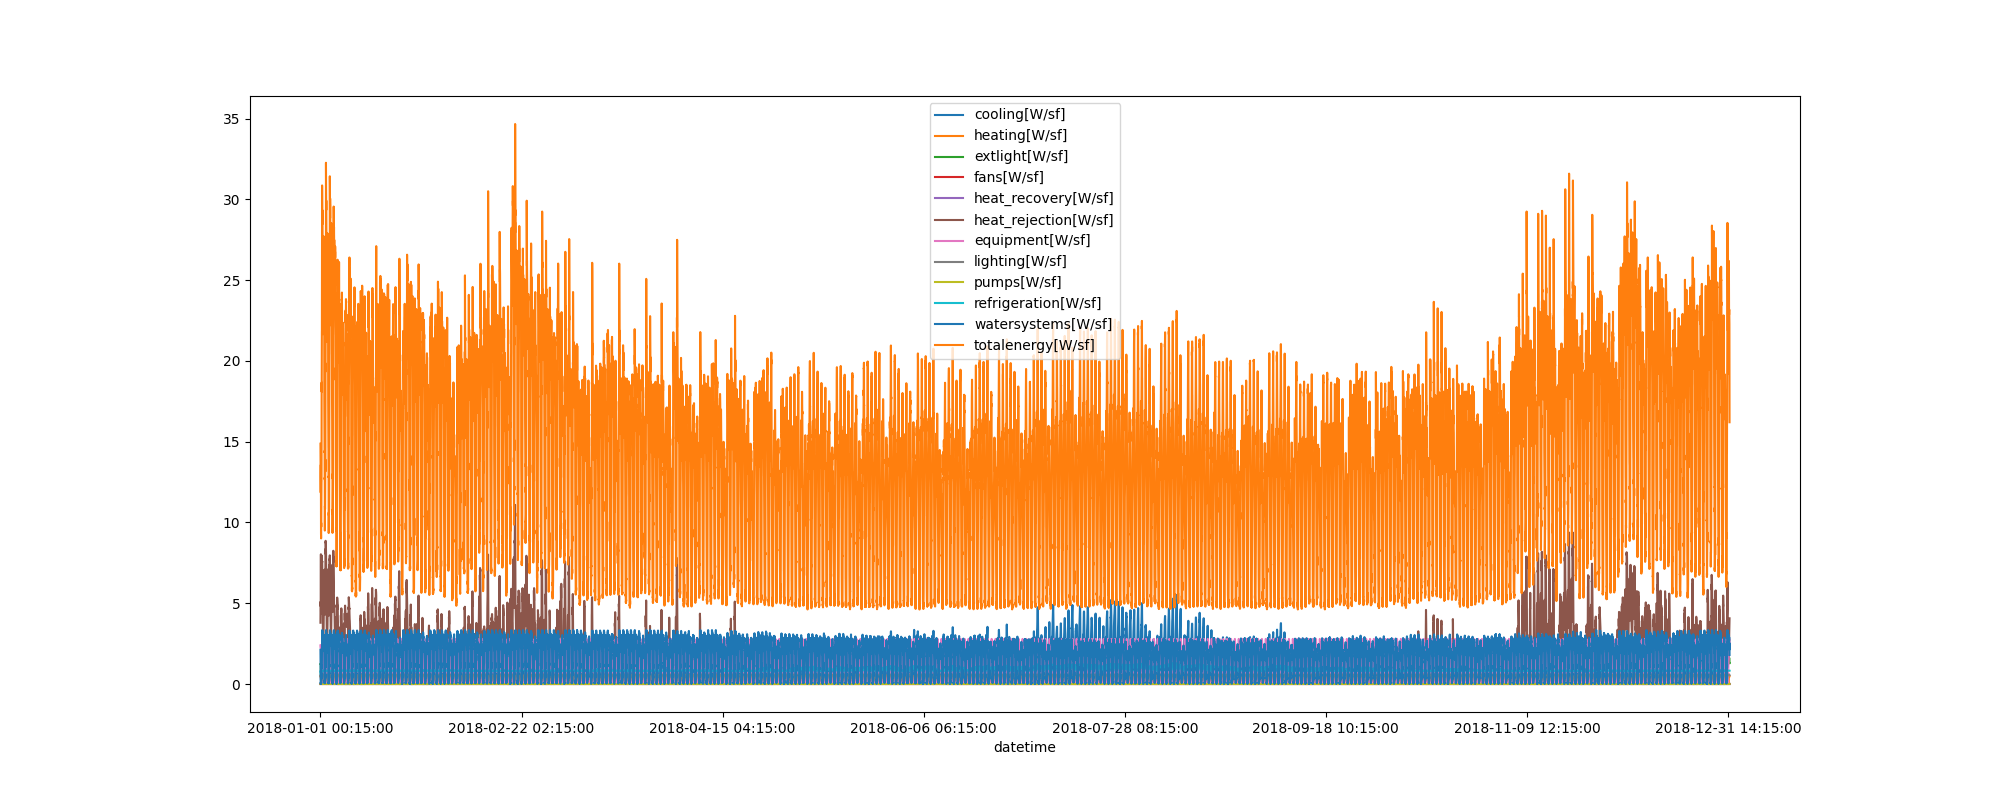 35
30
25
20
15
10
5
0
cooling[W/sf]
heating[W/sf]
extlight[W/sf]
fans[W/sf]
heat_recovery[W/sf]
heat_rejection[W/sf]
equipment[W/sf]
lighting[W/sf]
pumps[W/sf]
refrigeration[W/sf]
watersystems[W/sf]
totalenergy[W/sf]
2018-01-01 00:15:00 2018-02-22 02:15:00 2018-04-15 04:15:00 2018-06-06 06:15:00 2018-07-28 08:15:00 2018-09-18 10:15:00 2018-11-09 12:15:00 2018-12-31 14:15:00
datetime